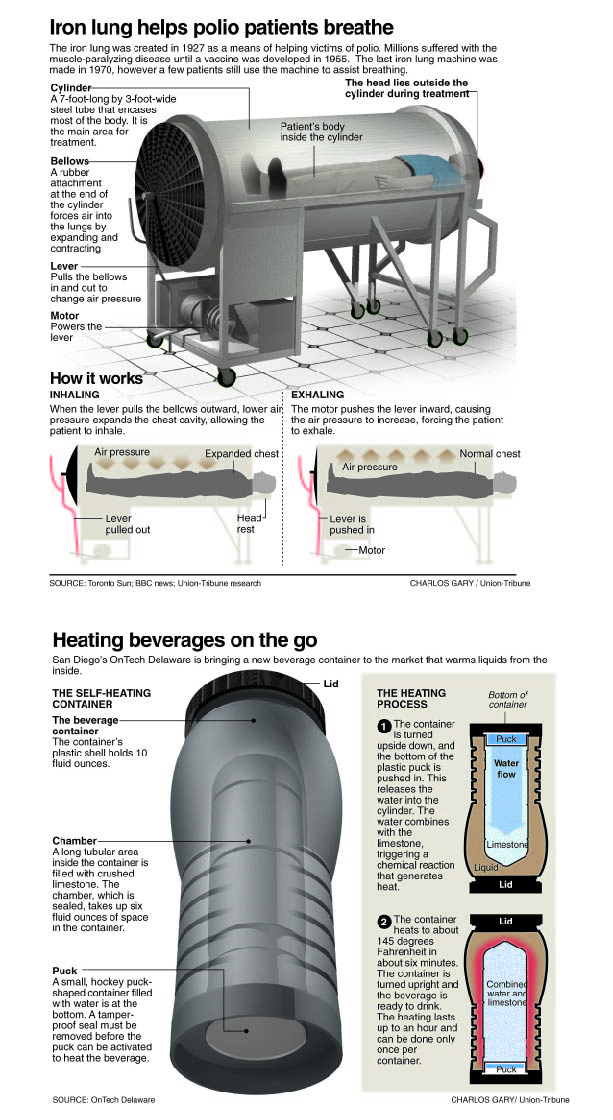 Iron lung helps polio patients breathe
The iron lung was created in 1927 as a means of helping victims of polio. Millions suffered with the
muscle-paralyzing disease until a vaccine was developed in 1955. The last iron lung machine was
made in 1970, however a few patients still use the machine to assist breathing.
Cylinder
A 7-foot-long by 3-foot-wide
steel tube that encases
most of the body. It is
the main area for
treatment.
The head lies outside the
cylinder during treatment
Patient's body
inside the cylinder
Bellows
A rubber
attachment
at the end of
the cylinder
forces air into
the lungs by
expanding and
contracting
Lever
Pulls the bellows
in and out to
change air pressure
Motor
Powers the
lever
How it works
INHALING
When the lever pulls the bellows outward, lower air
pressure expands the chest cavity, allowing the
patient to inhale.
Air pressure
Expanded chest
Lever
pulled out
Head
rest
EXHALING
The motor pushes the lever inward, causing
the air pressure to increase, forcing the patient
to exhale.
Air pressure
Normal chest
Lever is
pushed in
Motor
SOURCE: Toronto Sun; BBC news; Union-Tribune research
CHARLOS GARY / Union-Tribune
Heating beverages on the go
San Diego's OnTech Delaware is bringing a new beverage container to the market that warms liquids from the
inside.
THE SELF-HEATING
CONTAINER
Lid
The beverage
container
The container's
plastic shell holds 10
fluid ounces.
Chamber
A long tubular area
inside the container is
filled with crushed
limestone. The
chamber, which is
sealed, takes up six
fluid ounces of space
in the container.
Puck
A small, hockey puck-
shaped container filled
with water is at the
bottom. A tamper-
proof seal must be
removed before the
puck can be activated
to heat the beverage.
THE HEATING
PROCESS
1 The container
is turned
upside down, and
the bottom of the
plastic puck is
pushed in. This
releases the
water into the
cylinder. The
water combines
with the
limestone,
triggering a
chemical reaction
that generates
heat.
Bottom of
container
Puck
Water
flow
Limestone
Liquid
Lid
2 The container
heats to about
145 degrees
Fahrenheit in
about six minutes.
The container is
turned upright and
the beverage is
ready to drink.
The heating lasts
up to an hour and
can be done only
once per
container.
Lid
Combined
water and
limestone
Puck
SOURCE: OnTech Delaware
CHARLOS GARY/ Union-Tribune